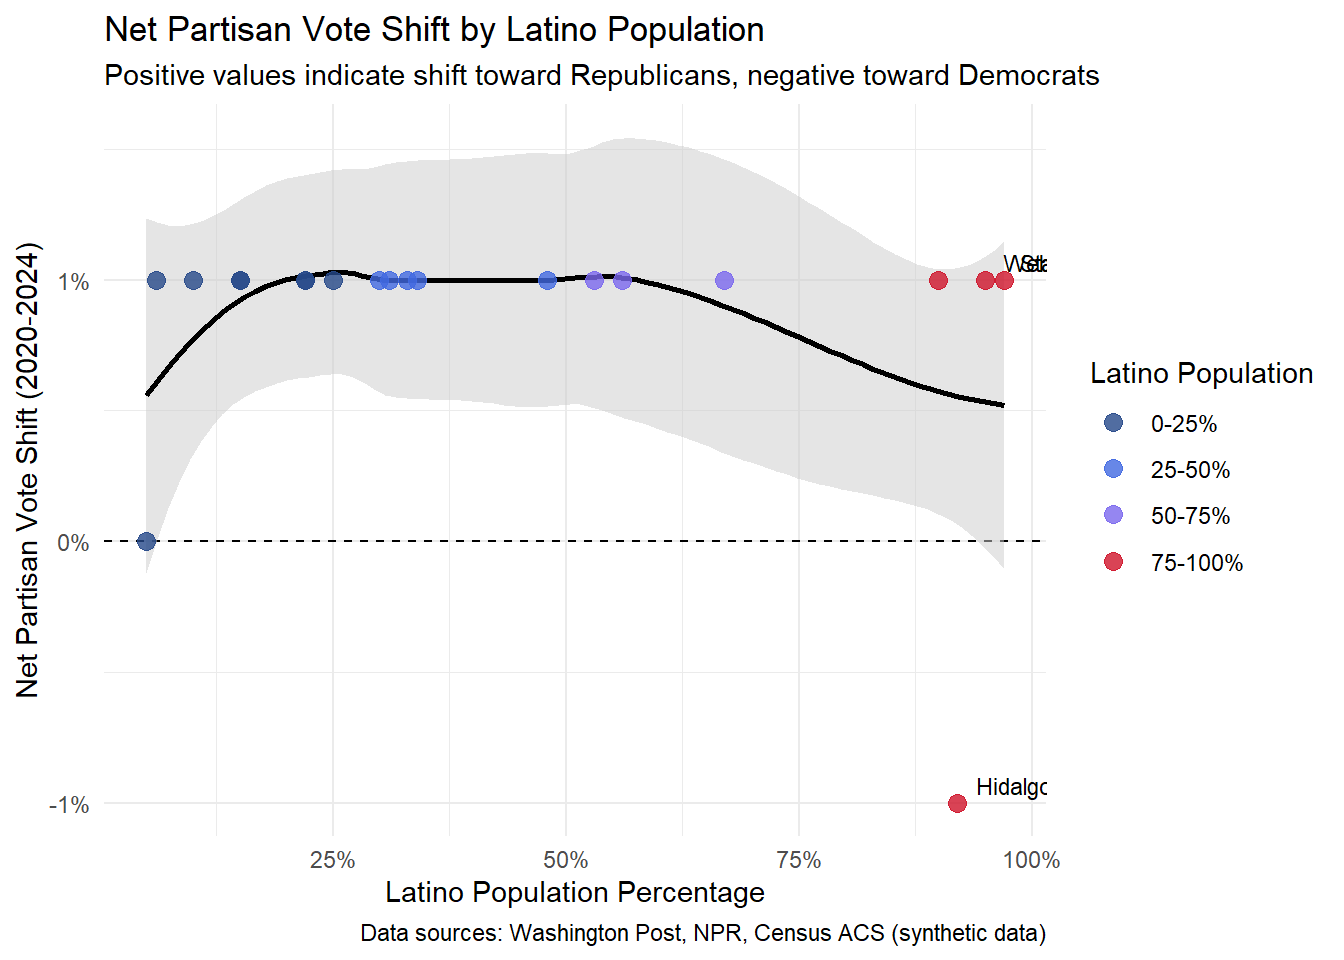 Net Partisan Vote Shift by Latino Population
Positive values indicate shift toward Republicans, negative toward Democrats
Net Partisan Vote Shift (2020-2024)
1%
0%
-1%
Hidalgo
25%
50%
75%
100%
Latino Population Percentage
Data sources: Washington Post, NPR, Census ACS (synthetic data)
Latino Population
0-25%
25-50%
50-75%
75-100%